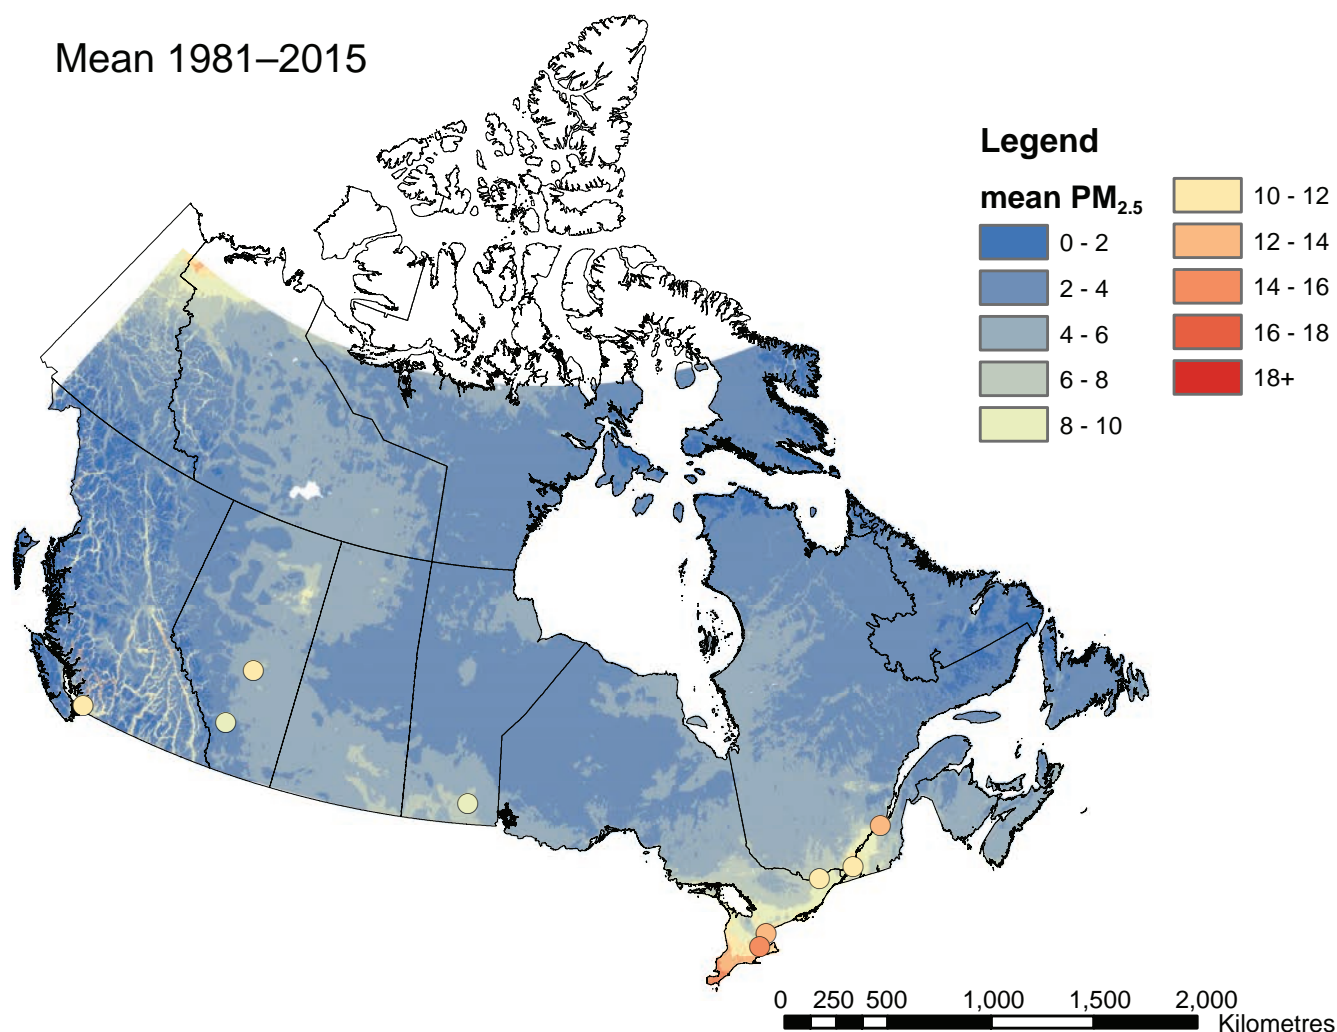 Mean 1981–2015
Legend
mean PM2.5
0 - 2
2 - 4
4 - 6
6 - 8
8 - 10
10 - 12
12 - 14
14 - 16
16 - 18
18+
0 250 500 1,000 1,500 2,000
Kilometres